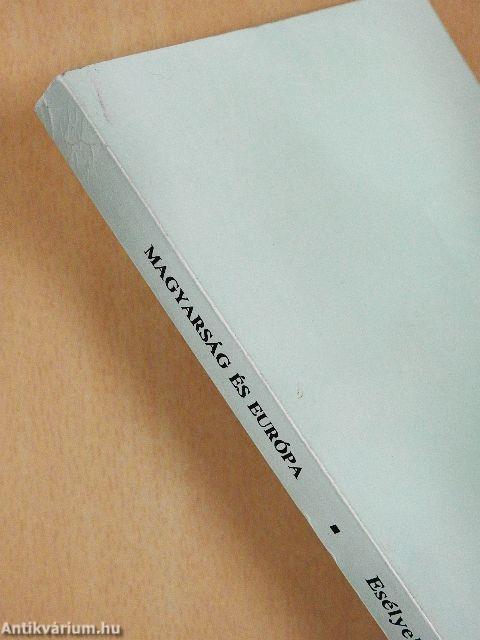 MAGYARSÁG ÉS EURÓPA ▪ Esélye
Antikvárium.hu